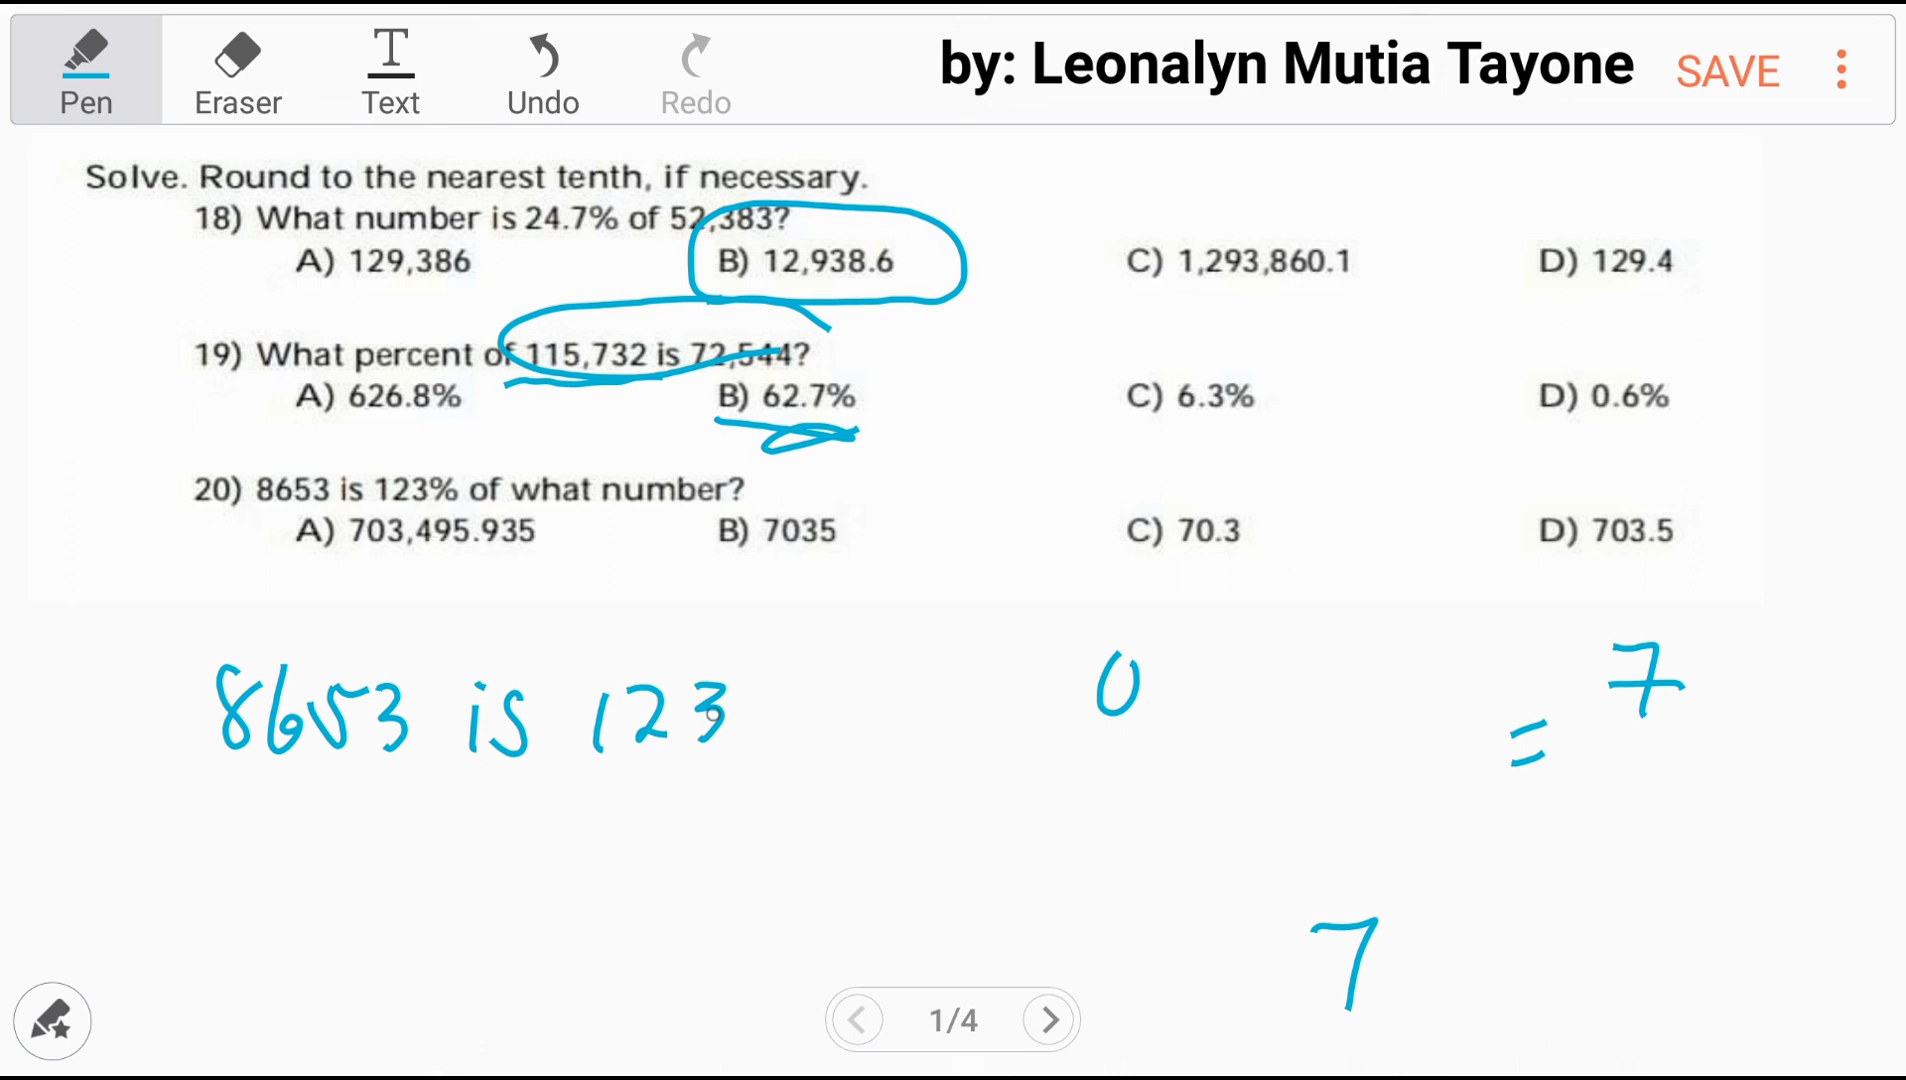 Pen Eraser Text Undo Redo by: Leonalyn Mutia Tayone SAVE
Solve. Round to the nearest tenth, if necessary.
18) What number is 24.7% of 52,383?
A) 129,386 B) 12,938.6 C) 1,293,860.1 D) 129.4
19) What percent of 115,732 is 72,544?
A) 626.8% B) 62.7% C) 6.3% D) 0.6%
20) 8653 is 123% of what number?
A) 703,495.935 B) 7035 C) 70.3 D) 703.5
8653 is 123 0 = 7
7
1/4